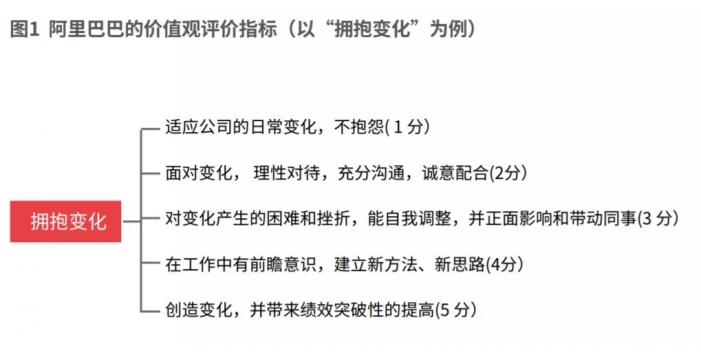 图1 阿里巴巴的价值观评价指标（以“拥抱变化”为例）
适应公司的日常变化，不抱怨( 1 分）
面对变化， 理性对待，充分沟通，诚意配合(2分）
拥抱变化
对变化产生的困难和挫折，能自我调整，并正面影响和带动同事(3 分）
在工作中有前瞻意识，建立新方法、新思路(4分）
创造变化，并带来绩效突破性的提高(5 分）